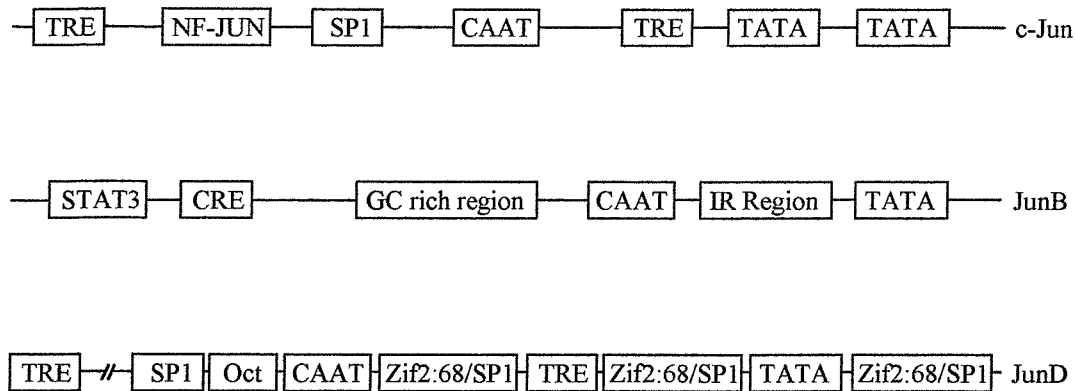 TRE NF-JUN SP1 CAAT TRE TATA TATA c-Jun
STAT3 CRE GC rich region CAAT IR Region TATA JunB
TRE SP1 Oct CAAT Zif2:68/SP1 TRE Zif2:68/SP1 TATA Zif2:68/SP1 JunD